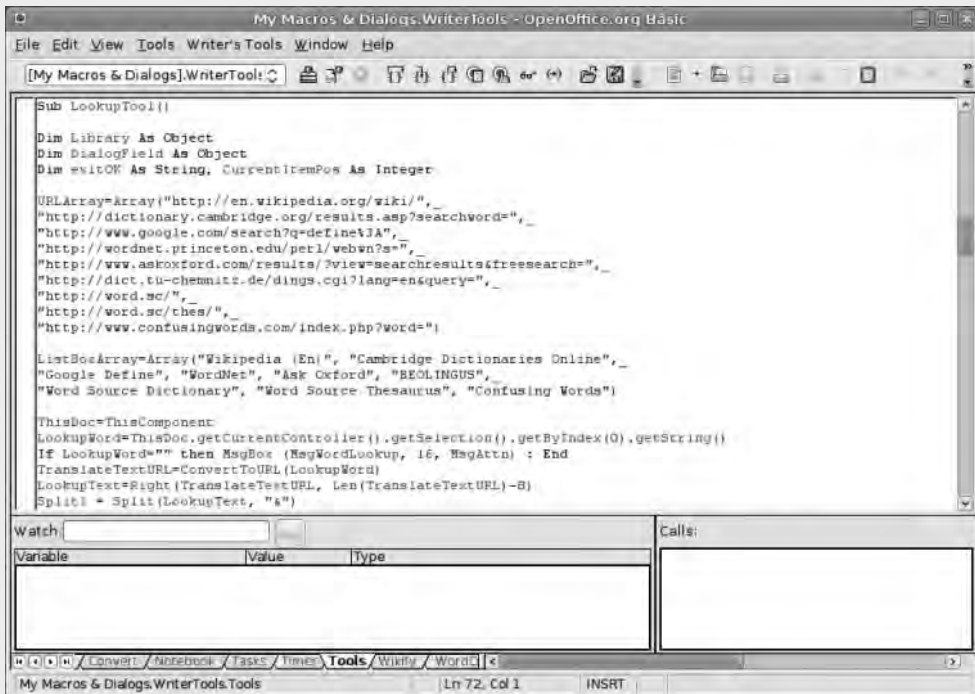 My Macros & Dialogs.WriterTools - OpenOffice.org Basic
File Edit View Tools Writer's Tools Window Help
[My Macros & Dialogs].WriterTools
Sub LookupTool()
Dim Library As Object
Dim DialogField As Object
Dim exitOK As String, CurrentItemPos As Integer
URLArray=Array("http://en.wikipedia.org/wiki/",_
"http://dictionary.cambridge.org/results.asp?searchword=",_
"http://www.google.com/search?q=define%3A",_
"http://wordnet.princeton.edu/perl/webwn?s=",_
"http://www.askoxford.com/results/?view=searchresults&freesearch=",_
"http://dict.tu-chemnitz.de/dings.cgi?lang=en&query=",_
"http://word.sc/",_
"http://word.sc/thes/",_
"http://www.confusingwords.com/index.php?word=")
ListBoxArray=Array("Wikipedia (En)", "Cambridge Dictionaries Online",_
"Google Define", "WordNet", "Ask Oxford", "BEOLINGUS",_
"Word Source Dictionary", "Word Source Thesaurus", "Confusing Words")
ThisDoc=ThisComponent
LookupWord=ThisDoc.getCurrentController().getSelection().getByIndex(0).getString()
If LookupWord="" then MsgBox (MsgWordLookup, 16, MsgAttn) : End
TranslateTextURL=ConvertToURL(LookupWord)
LookupText=Right(TranslateTextURL, Len(TranslateTextURL)-8)
Split1 = Split(LookupText, "&")
Watch:
Calls:
Variable Value Type
Convert Notebook Tasks Timer Tools Wikify
My Macros & Dialogs.WriterTools.Tools Ln 72, Col 1 INSRT